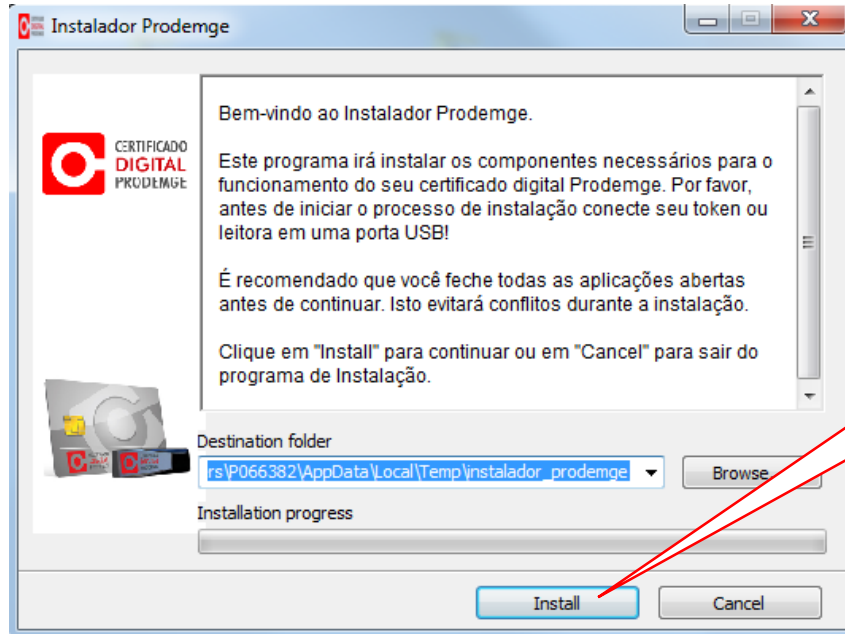 Instalador Prodemge
CERTIFICADO
DIGITAL
PRODEMGE
Bem-vindo ao Instalador Prodemge.
Este programa irá instalar os componentes necessários para o
funcionamento do seu certificado digital Prodemge. Por favor,
antes de iniciar o processo de instalação conecte seu token ou
leitora em uma porta USB!
É recomendado que você feche todas as aplicações abertas
antes de continuar. Isto evitará conflitos durante a instalação.
Clique em "Install" para continuar ou em "Cancel" para sair do
programa de Instalação.
Destination folder
rs\P066382\AppData\Local\Temp\instalador_prodemge
Browse...
Installation progress
Install
Cancel